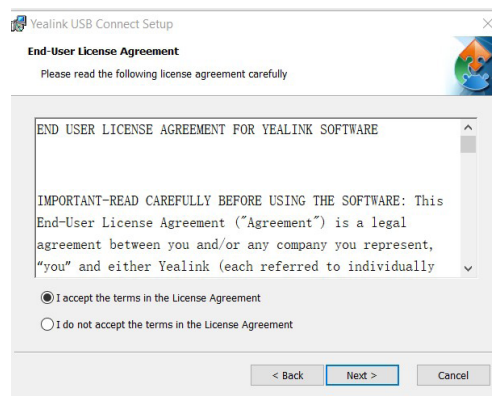 Yealink USB Connect Setup
End-User License Agreement
Please read the following license agreement carefully
END USER LICENSE AGREEMENT FOR YEALINK SOFTWARE
IMPORTANT-READ CAREFULLY BEFORE USING THE SOFTWARE: This
End-User License Agreement ("Agreement") is a legal
agreement between you and/or any company you represent,
“you” and either Yealink (each referred to individually
I accept the terms in the License Agreement
I do not accept the terms in the License Agreement
< Back Next > Cancel